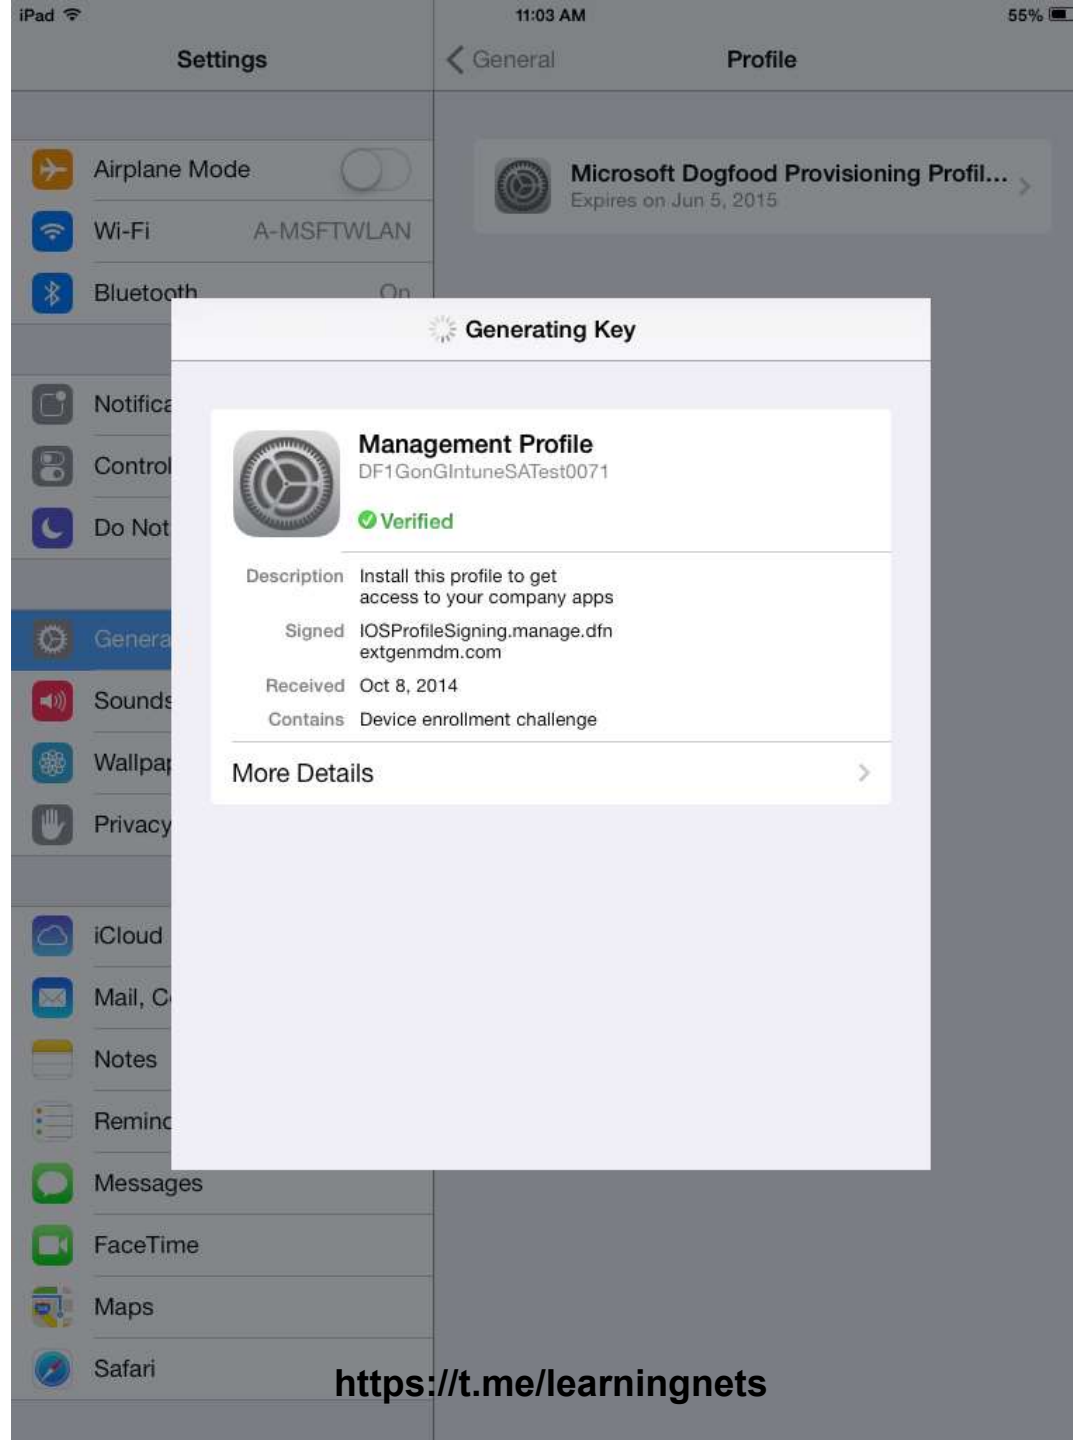 iPad
11:03 AM
55%
Settings
General
Profile
Airplane Mode
Microsoft Dogfood Provisioning Profil...
Expires on Jun 5, 2015
Wi-Fi
A-MSFTWLAN
Bluetooth
On
Generating Key
Notifica
Management Profile
DF1GonGIntuneSATest0071
Control
Verified
Do Not
Description
Install this profile to get
access to your company apps
Signed
IOSProfileSigning.manage.dfn
extgenmdm.com
Genera
Received
Oct 8, 2014
Sounds
Contains
Device enrollment challenge
Wallpap
More Details
Privacy
iCloud
Mail, Co
Notes
Remind
Messages
FaceTime
Maps
Safari
https://t.me/learningnets